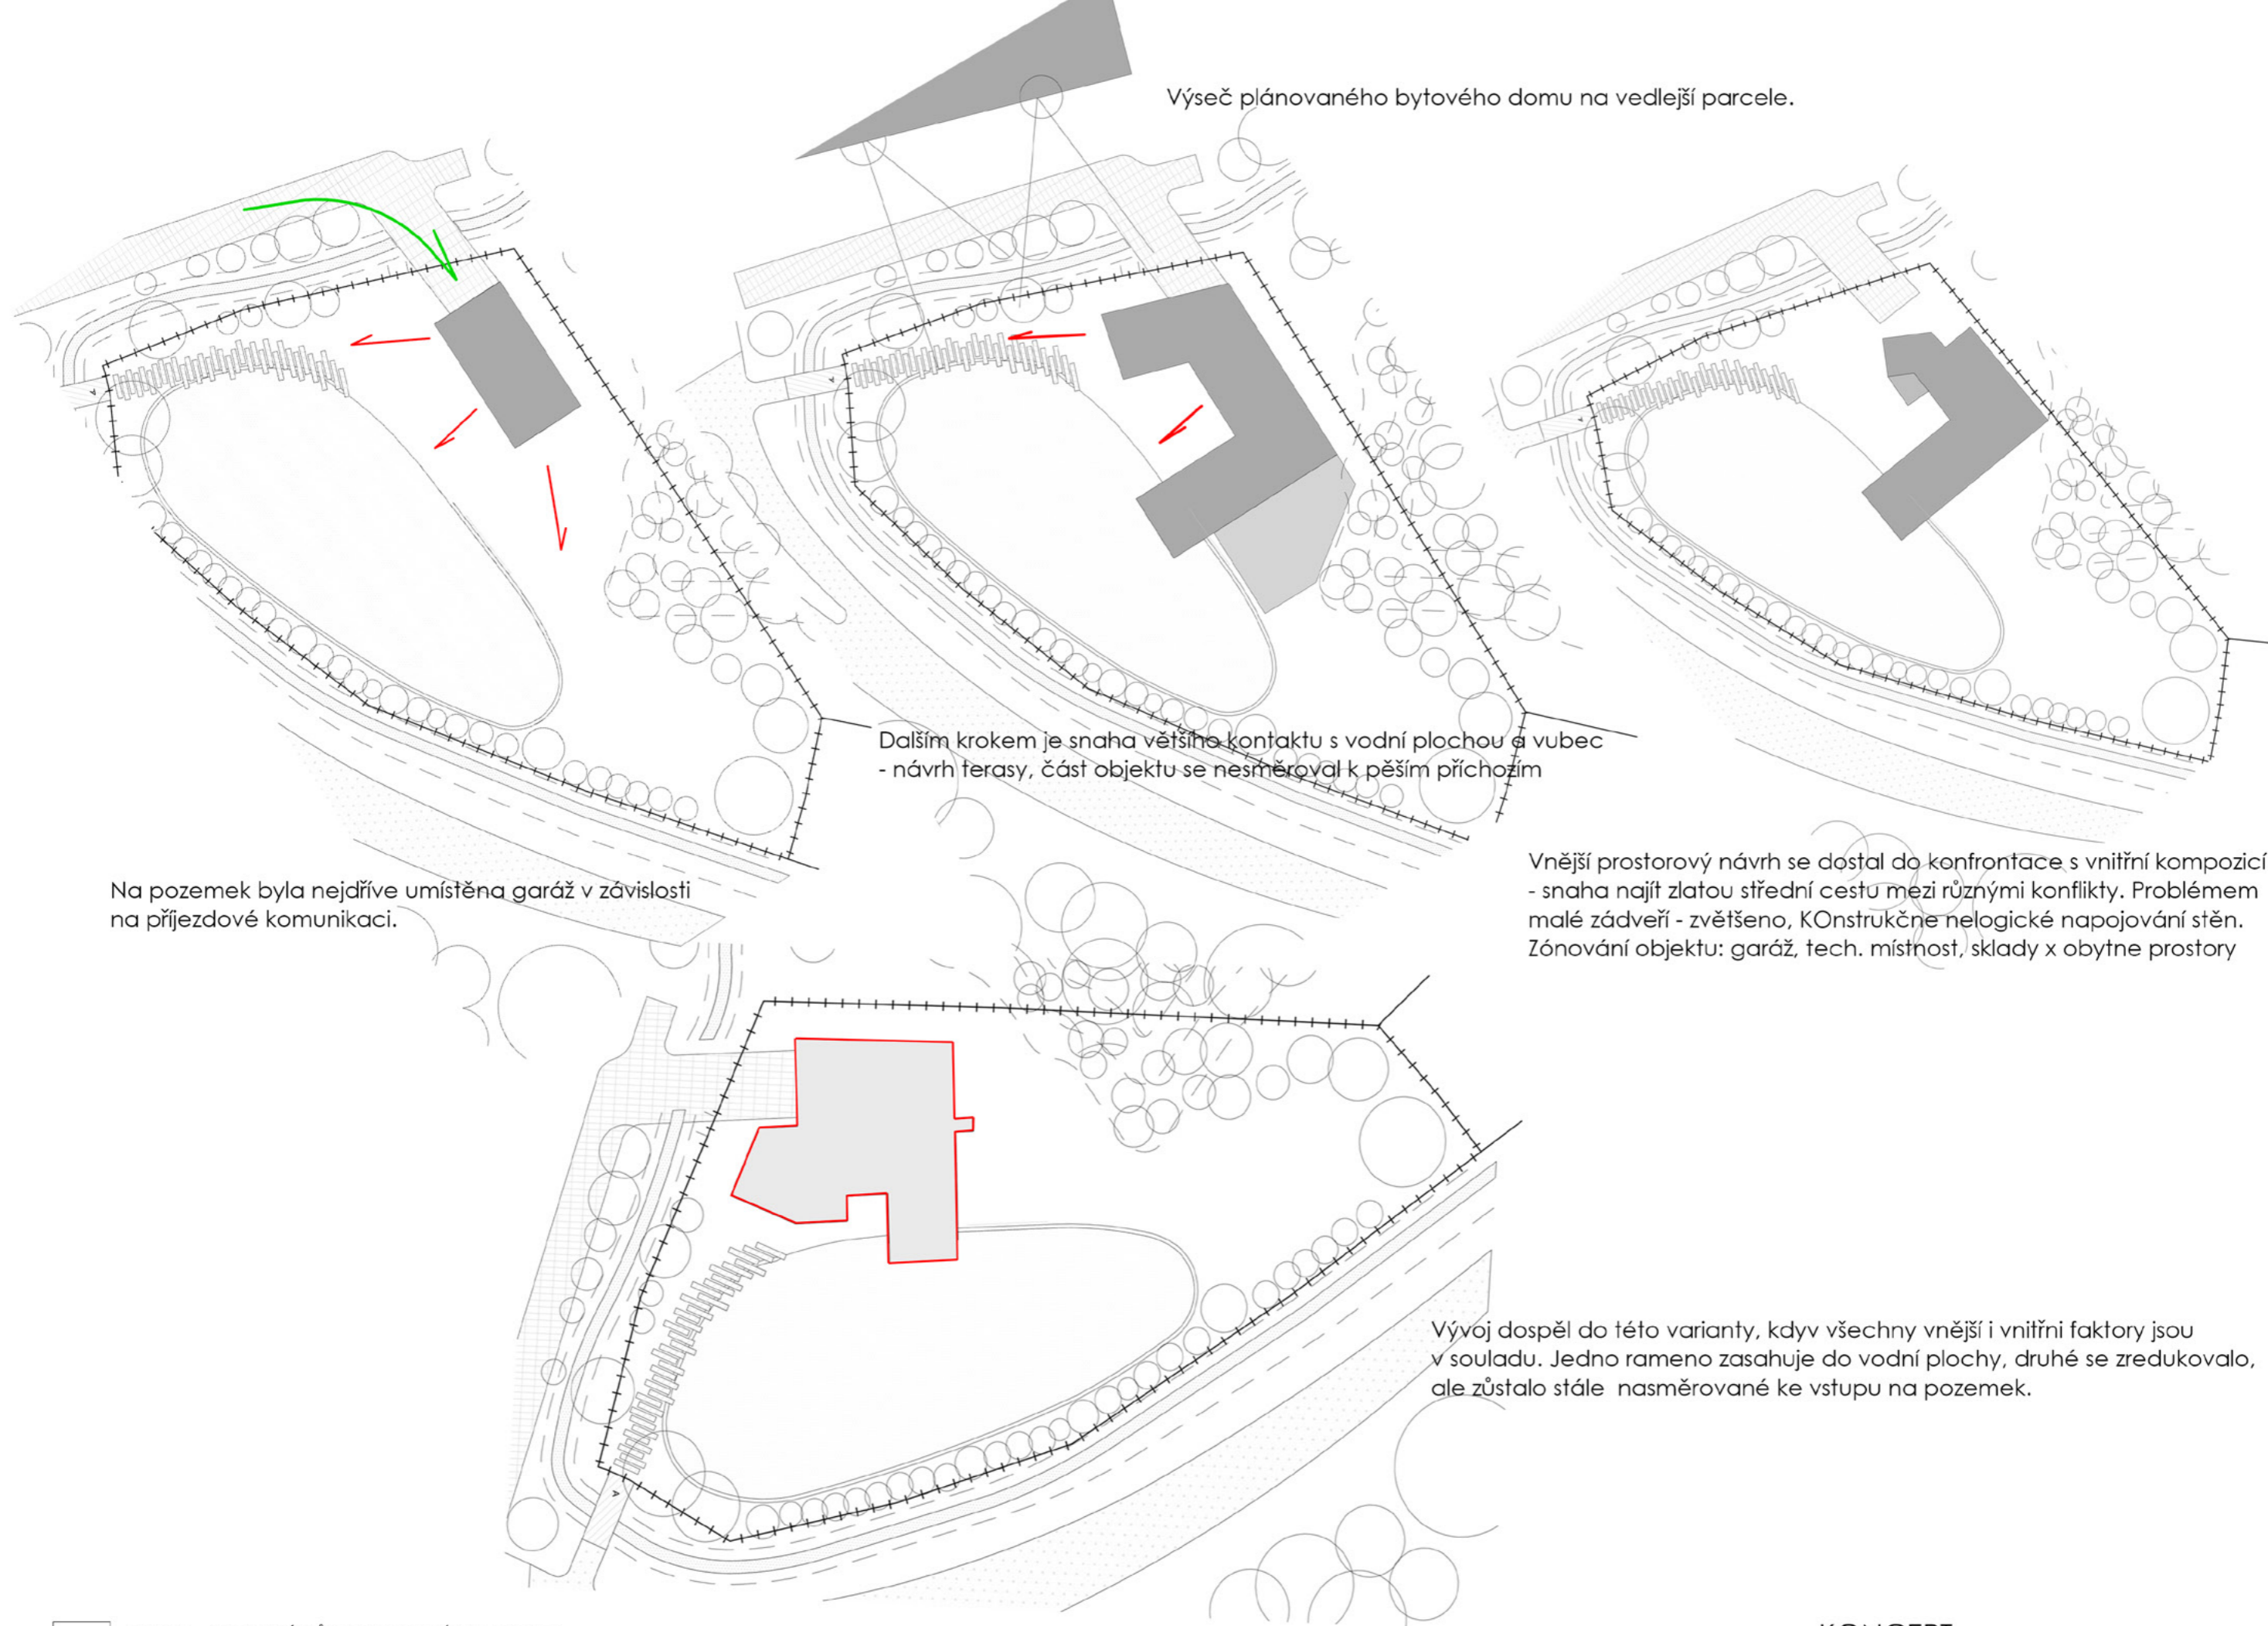 Výseč plánovaného bytového domu na vedlejší parcele.
Dalším krokem je snaha většího kontaktu s vodní plochou a vubec
- návrh terasy, část objektu se nesměroval k pěším příchozím
Na pozemek byla nejdříve umístěna garáž v závislosti
na příjezdové komunikaci.
Vnější prostorový návrh se dostal do konfrontace s vnitřní kompozicí
- snaha najít zlatou střední cestu mezi různými konflikty. Problémem
malé zádveří - zvětšeno, KOnstrukčne nelogické napojování stěn.
Zónování objektu: garáž, tech. místnost, sklady x obytne prostory
Vývoj dospěl do této varianty, kdyv všechny vnější i vnitřni faktory jsou
v souladu. Jedno rameno zasahuje do vodní plochy, druhé se zredukovalo,
ale zůstalo stále nasměrované ke vstupu na pozemek.
KONCEPT